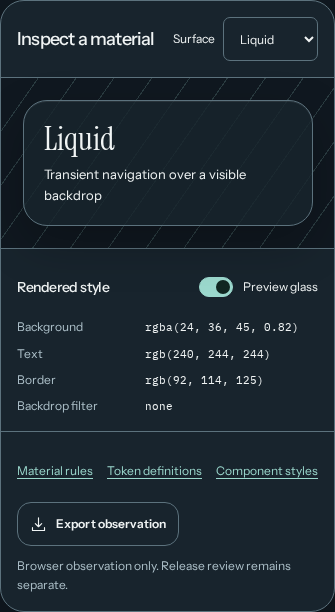 Inspect a material
Surface
Liquid
Liquid
Transient navigation over a visible
backdrop
Rendered style
Preview glass
Background rgba(24, 36, 45, 0.82)
Text rgb(240, 244, 244)
Border rgb(92, 114, 125)
Backdrop filter none
Material rules Token definitions Component styles
Export observation
Browser observation only. Release review remains
separate.